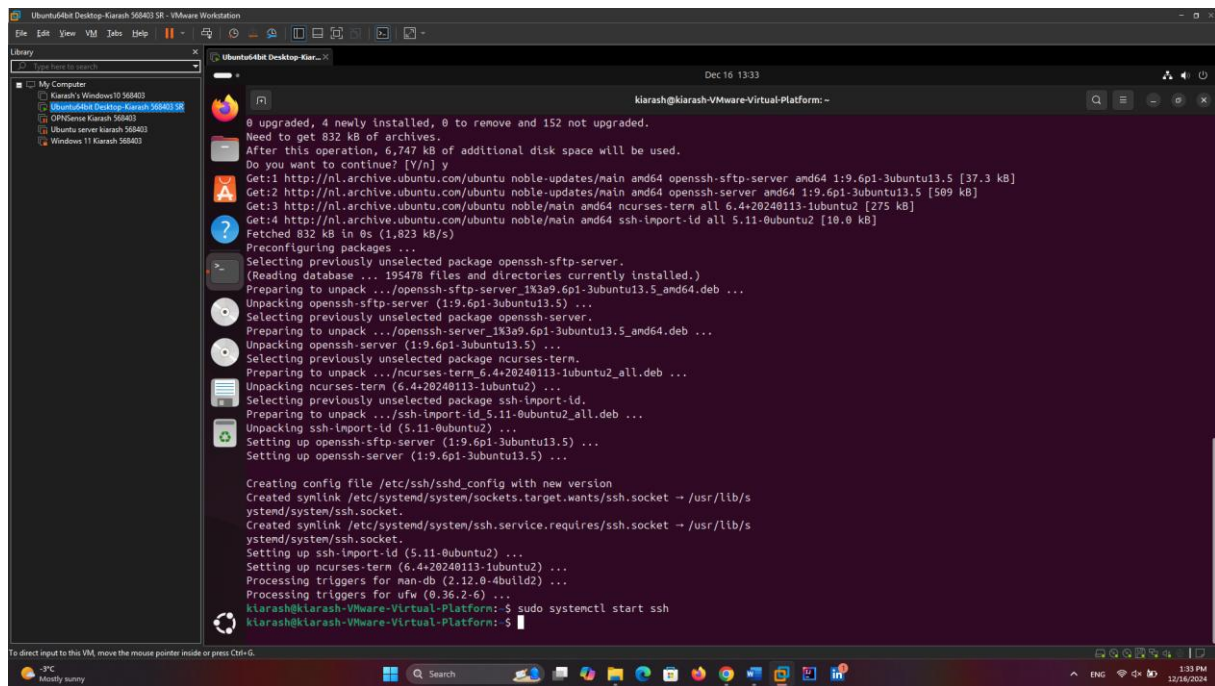 Ubuntu64bit Desktop-Kiarash 568403 SR - VMware Workstation
File Edit View VM Tabs Help
Library
Type here to search
My Computer
Kiarash's Windows10 568403
Ubuntu64bit Desktop-Kiarash 568403 SR
OPNSense Kiarash 568403
Ubuntu server kiarash 568403
Windows 11 Kiarash 568403
Ubuntu64bit Desktop-Kiar...
Dec 16 13:33
kiarash@kiarash-VMware-Virtual-Platform: ~
0 upgraded, 4 newly installed, 0 to remove and 152 not upgraded.
Need to get 832 kB of archives.
After this operation, 6,747 kB of additional disk space will be used.
Do you want to continue? [Y/n] y
Get:1 http://nl.archive.ubuntu.com/ubuntu noble-updates/main amd64 openssh-sftp-server amd64 1:9.6p1-3ubuntu13.5 [37.3 kB]
Get:2 http://nl.archive.ubuntu.com/ubuntu noble-updates/main amd64 openssh-server amd64 1:9.6p1-3ubuntu13.5 [509 kB]
Get:3 http://nl.archive.ubuntu.com/ubuntu noble/main amd64 ncurses-term all 6.4+20240113-1ubuntu2 [275 kB]
Get:4 http://nl.archive.ubuntu.com/ubuntu noble/main amd64 ssh-import-id all 5.11-0ubuntu2 [10.0 kB]
Fetched 832 kB in 0s (1,823 kB/s)
Preconfiguring packages ...
Selecting previously unselected package openssh-sftp-server.
(Reading database ... 195478 files and directories currently installed.)
Preparing to unpack .../openssh-sftp-server_1%3a9.6p1-3ubuntu13.5_amd64.deb ...
Unpacking openssh-sftp-server (1:9.6p1-3ubuntu13.5) ...
Selecting previously unselected package openssh-server.
Preparing to unpack .../openssh-server_1%3a9.6p1-3ubuntu13.5_amd64.deb ...
Unpacking openssh-server (1:9.6p1-3ubuntu13.5) ...
Selecting previously unselected package ncurses-term.
Preparing to unpack .../ncurses-term_6.4+20240113-1ubuntu2_all.deb ...
Unpacking ncurses-term (6.4+20240113-1ubuntu2) ...
Selecting previously unselected package ssh-import-id.
Preparing to unpack .../ssh-import-id_5.11-0ubuntu2_all.deb ...
Unpacking ssh-import-id (5.11-0ubuntu2) ...
Setting up openssh-sftp-server (1:9.6p1-3ubuntu13.5) ...
Setting up openssh-server (1:9.6p1-3ubuntu13.5) ...
Creating config file /etc/ssh/sshd_config with new version
Created symlink /etc/systemd/system/sockets.target.wants/ssh.socket → /usr/lib/s
ystemd/system/ssh.socket.
Created symlink /etc/systemd/system/ssh.service.requires/ssh.socket → /usr/lib/s
ystemd/system/ssh.socket.
Setting up ssh-import-id (5.11-0ubuntu2) ...
Setting up ncurses-term (6.4+20240113-1ubuntu2) ...
Processing triggers for man-db (2.12.0-4build2) ...
Processing triggers for ufw (0.36.2-6) ...
kiarash@kiarash-VMware-Virtual-Platform:~$ sudo systemctl start ssh
kiarash@kiarash-VMware-Virtual-Platform:~$
To direct input to this VM, move the mouse pointer inside or press Ctrl+G.
-3°C
Mostly sunny
Search
ENG
1:33 PM
12/16/2024